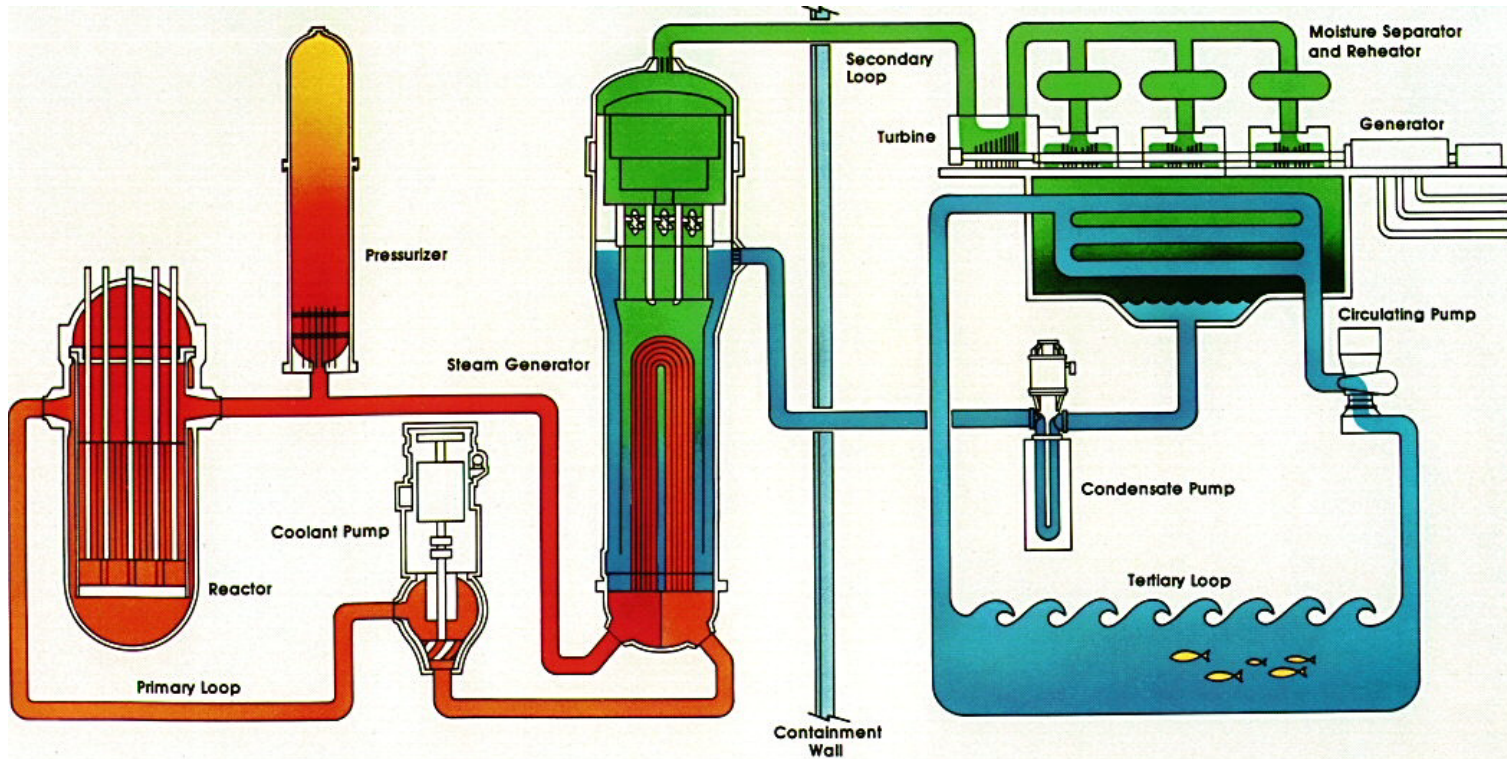 Moisture Separator
and Reheator
Secondary
Loop
Turbine
Generator
Pressurizer
Circulating Pump
Steam Generator
Condensate Pump
Coolant Pump
Reactor
Tertiary Loop
Primary Loop
Containment
Wall